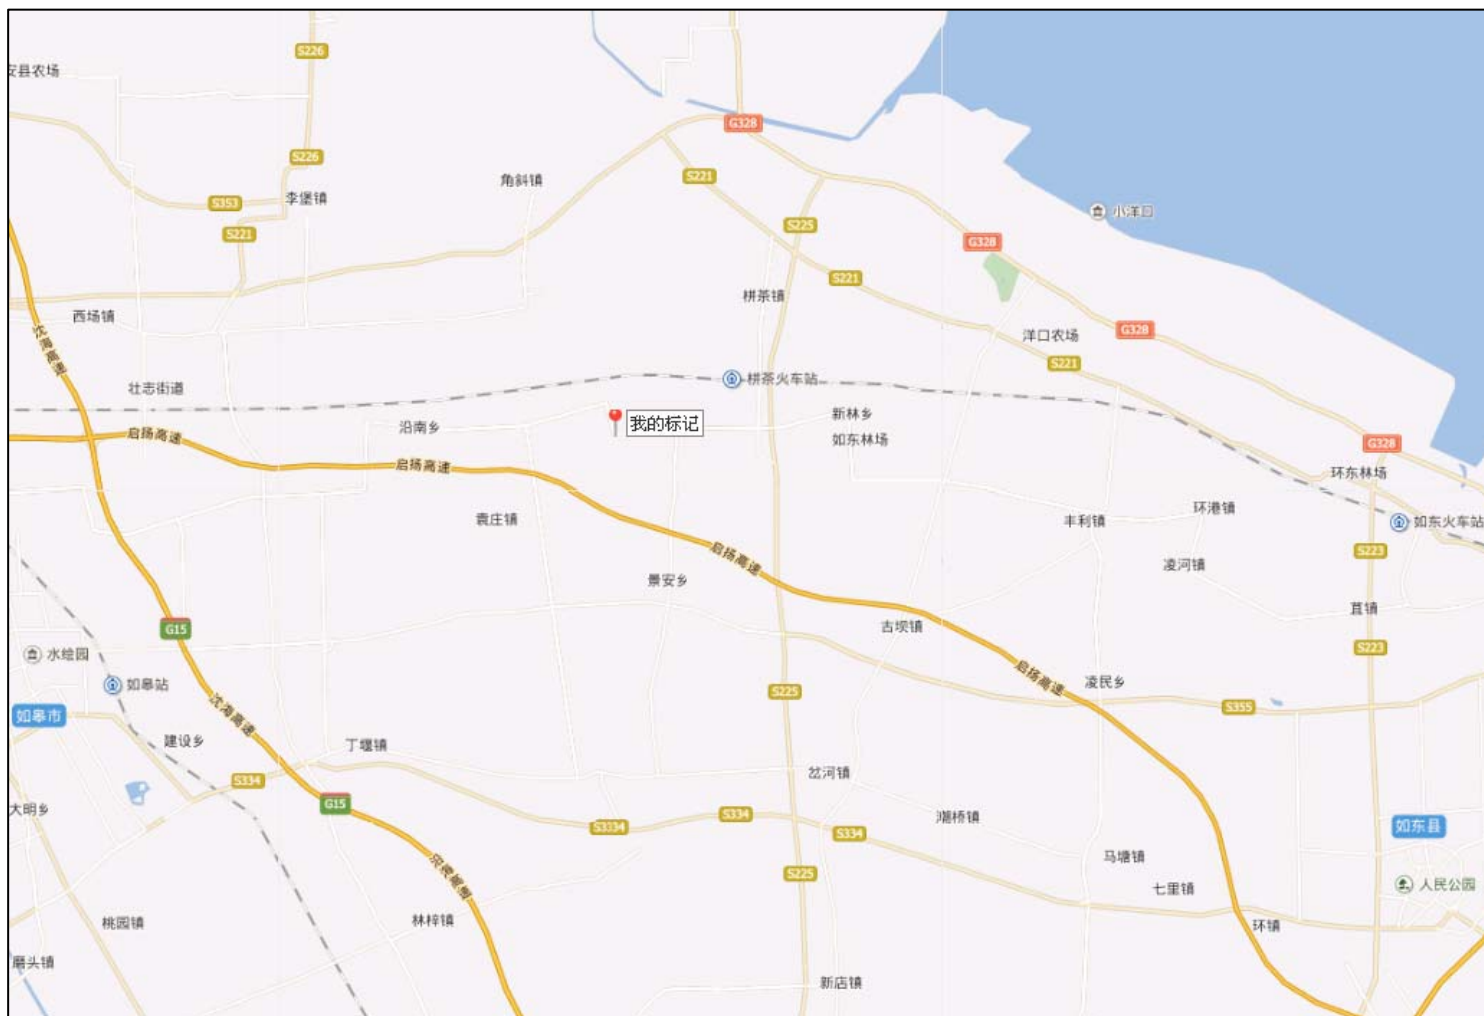 S226
安县农场
G328
S226
S221
角斜镇
李堡镇
S353
小洋口
S225
S221
G328
S221
栟茶镇
西场镇
G328
洋口农场
沈海高速
S221
栟茶火车站
壮志街道
新林乡
我的标记
沿南乡
启扬高速
如东林场
G328
启扬高速
环东林场
环港镇
袁庄镇
丰利镇
如东火车站
S223
启扬高速
凌河镇
景安乡
苴镇
G15
古坝镇
S223
水绘园
启扬高速
凌民乡
如皋站
S225
S355
如皋市
沈海高速
建设乡
丁堰镇
岔河镇
S334
G15
大明乡
S334
潮桥镇
S3334
如东县
S334
马塘镇
S225
七里镇
人民公园
林梓镇
桃园镇
环镇
磨头镇
新店镇